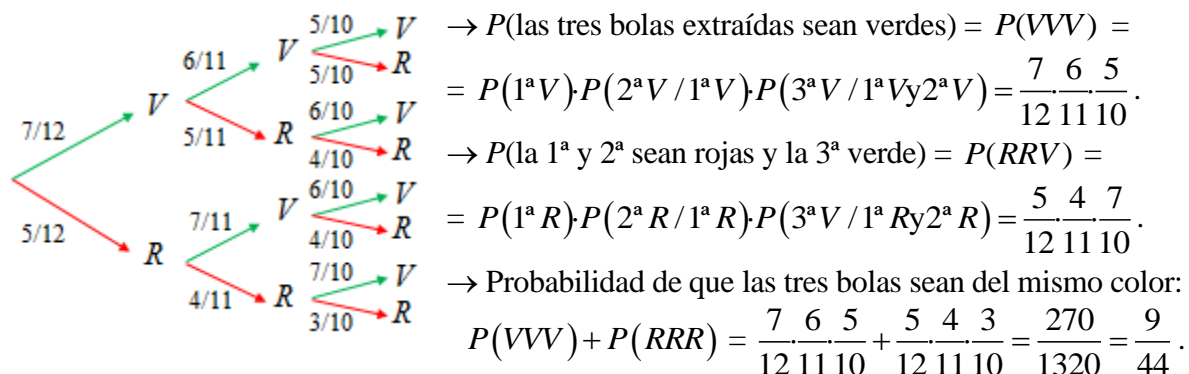 5/10 V
6/11 V 5/10 R
7/12 V 5/11 R 6/10 V
4/10 R
5/12 R 7/11 V 6/10 V
4/10 R
4/11 R 7/10 V
3/10 R
→ P(las tres bolas extraídas sean verdes) = P(VVV) =
= P(1ª V)·P(2ª V / 1ª V)·P(3ª V / 1ª Vy2ª V) = 7/12 · 6/11 · 5/10 .
→ P(la 1ª y 2ª sean rojas y la 3ª verde) = P(RRV) =
= P(1ª R)·P(2ª R / 1ª R)·P(3ª V / 1ª Ry2ª R) = 5/12 · 4/11 · 7/10 .
→ Probabilidad de que las tres bolas sean del mismo color:
P(VVV) + P(RRR) = 7/12 · 6/11 · 5/10 + 5/12 · 4/11 · 3/10 = 270/1320 = 9/44 .